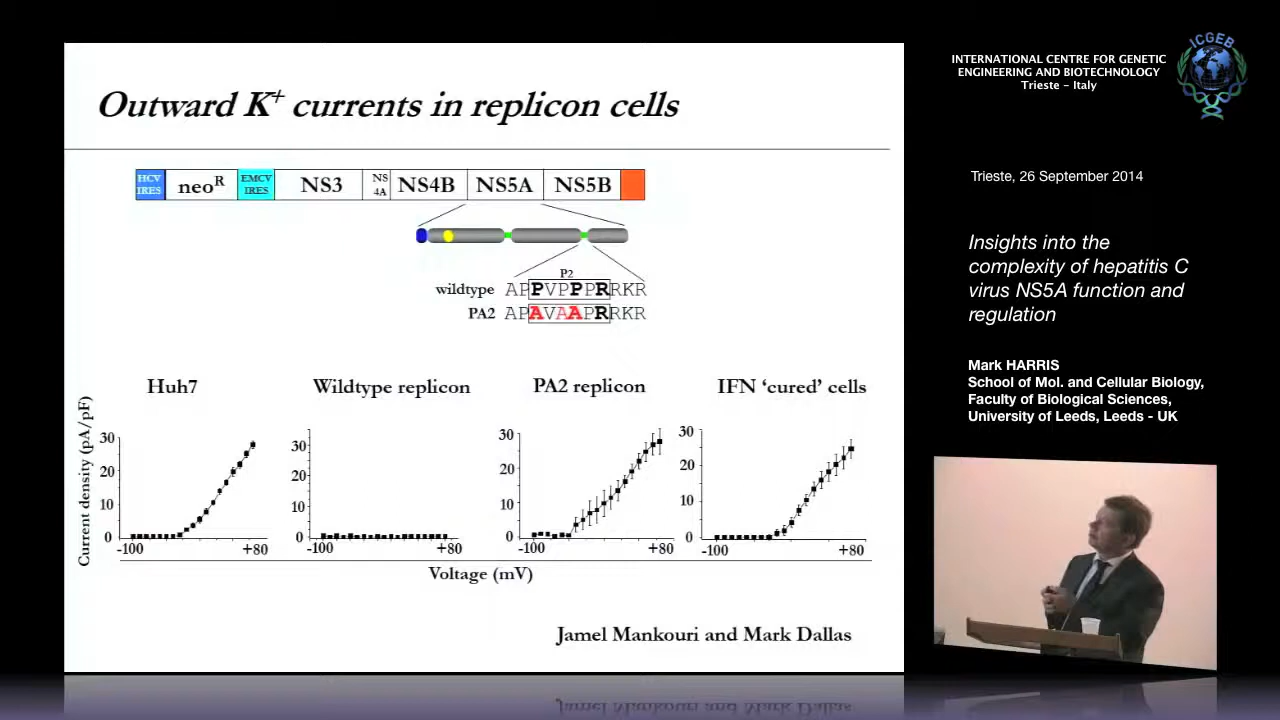 Outward K+ currents in replicon cells
HCV IRES neoR EMCV IRES NS3 NS 4A NS4B NS5A NS5B
P2
wildtype APPVPPPRRKR
PA2 APAVAAPRRKR
Huh7 Wildtype replicon PA2 replicon IFN ‘cured’ cells
Current density (pA/pF)
30 20 10 0 -100 +80
30 20 10 0 -100 +80
30 20 10 0 -100 +80
30 20 10 0 -100 +80
Voltage (mV)
Jamel Mankouri and Mark Dallas
INTERNATIONAL CENTRE FOR GENETIC
ENGINEERING AND BIOTECHNOLOGY
Trieste – Italy
ICGEB
Trieste, 26 September 2014
Insights into the
complexity of hepatitis C
virus NS5A function and
regulation
Mark HARRIS
School of Mol. and Cellular Biology,
Faculty of Biological Sciences,
University of Leeds, Leeds - UK